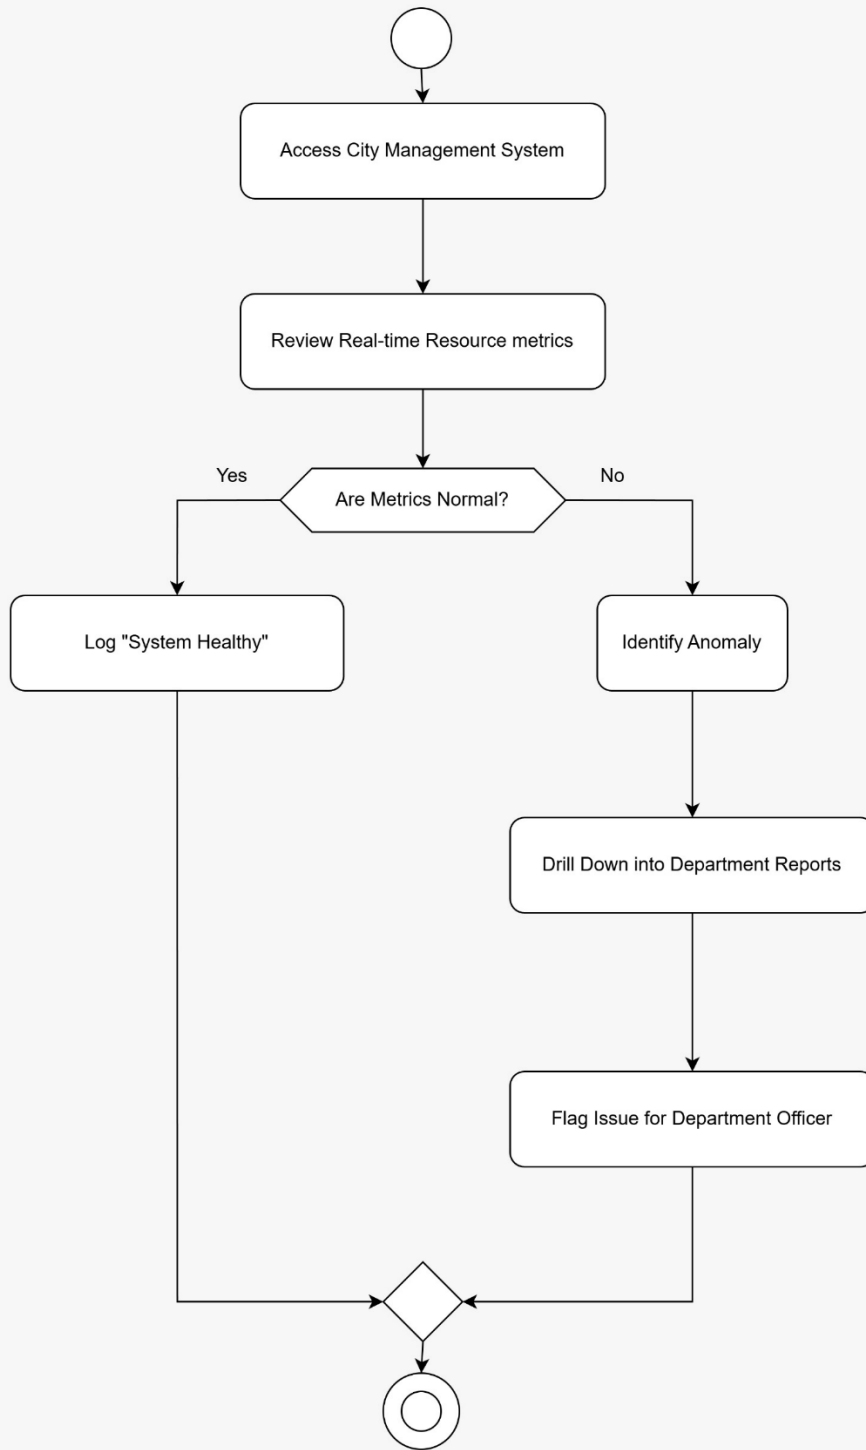 Access City Management System
Review Real-time Resource metrics
Yes
Are Metrics Normal?
No
Log "System Healthy"
Identify Anomaly
Drill Down into Department Reports
Flag Issue for Department Officer